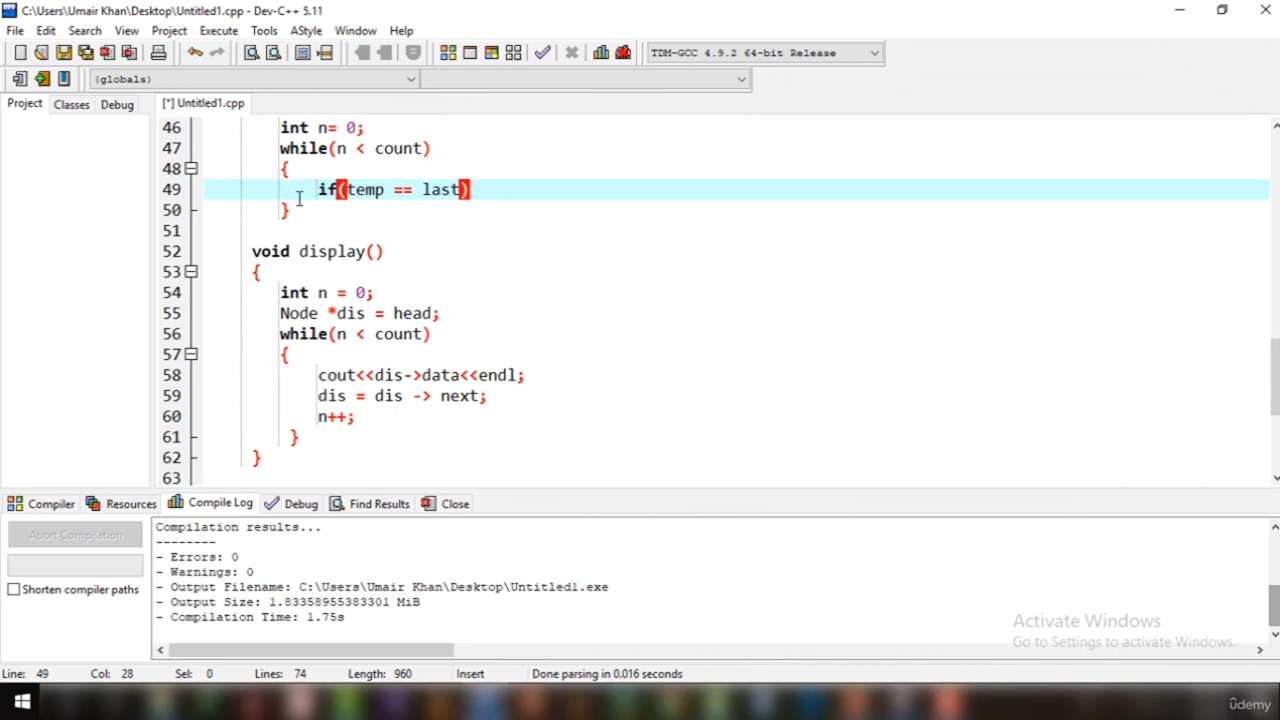 C:\Users\Umair Khan\Desktop\Untitled1.cpp - Dev-C++ 5.11
File Edit Search View Project Execute Tools AStyle Window Help
TDM-GCC 4.9.2 64-bit Release
(globals)
Project Classes Debug [*] Untitled1.cpp
46 int n= 0;
47 while(n < count)
48 {
49 if(temp == last)
50 }
51
52 void display()
53 {
54 int n = 0;
55 Node *dis = head;
56 while(n < count)
57 {
58 cout<<dis->data<<endl;
59 dis = dis -> next;
60 n++;
61 }
62 }
63
Compiler Resources Compile Log Debug Find Results Close
Abort Compilation
Shorten compiler paths
Compilation results...
--------
- Errors: 0
- Warnings: 0
- Output Filename: C:\Users\Umair Khan\Desktop\Untitled1.exe
- Output Size: 1.83358955383301 MiB
- Compilation Time: 1.75s
Activate Windows
Go to Settings to activate Windows.
Line: 49 Col: 28 Sel: 0 Lines: 74 Length: 960 Insert Done parsing in 0.016 seconds
ûdemy